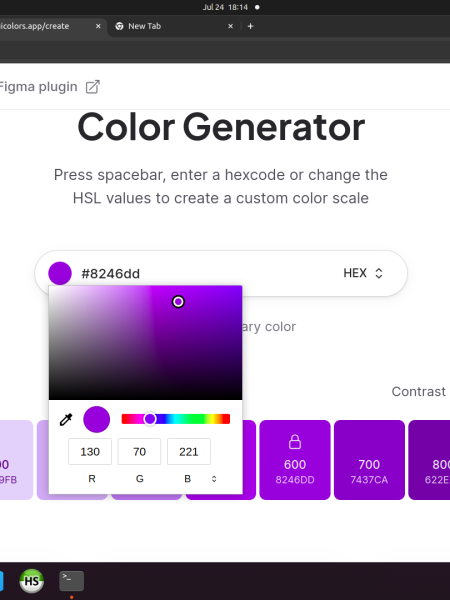 Jul 24 18:14
icolors.app/create
New Tab
Figma plugin
Color Generator
Press spacebar, enter a hexcode or change the
HSL values to create a custom color scale
#8246dd
HEX
ary color
Contrast
130 70 221
R G B
00
9FB
600
8246DD
700
7437CA
800
622E
HS
>_